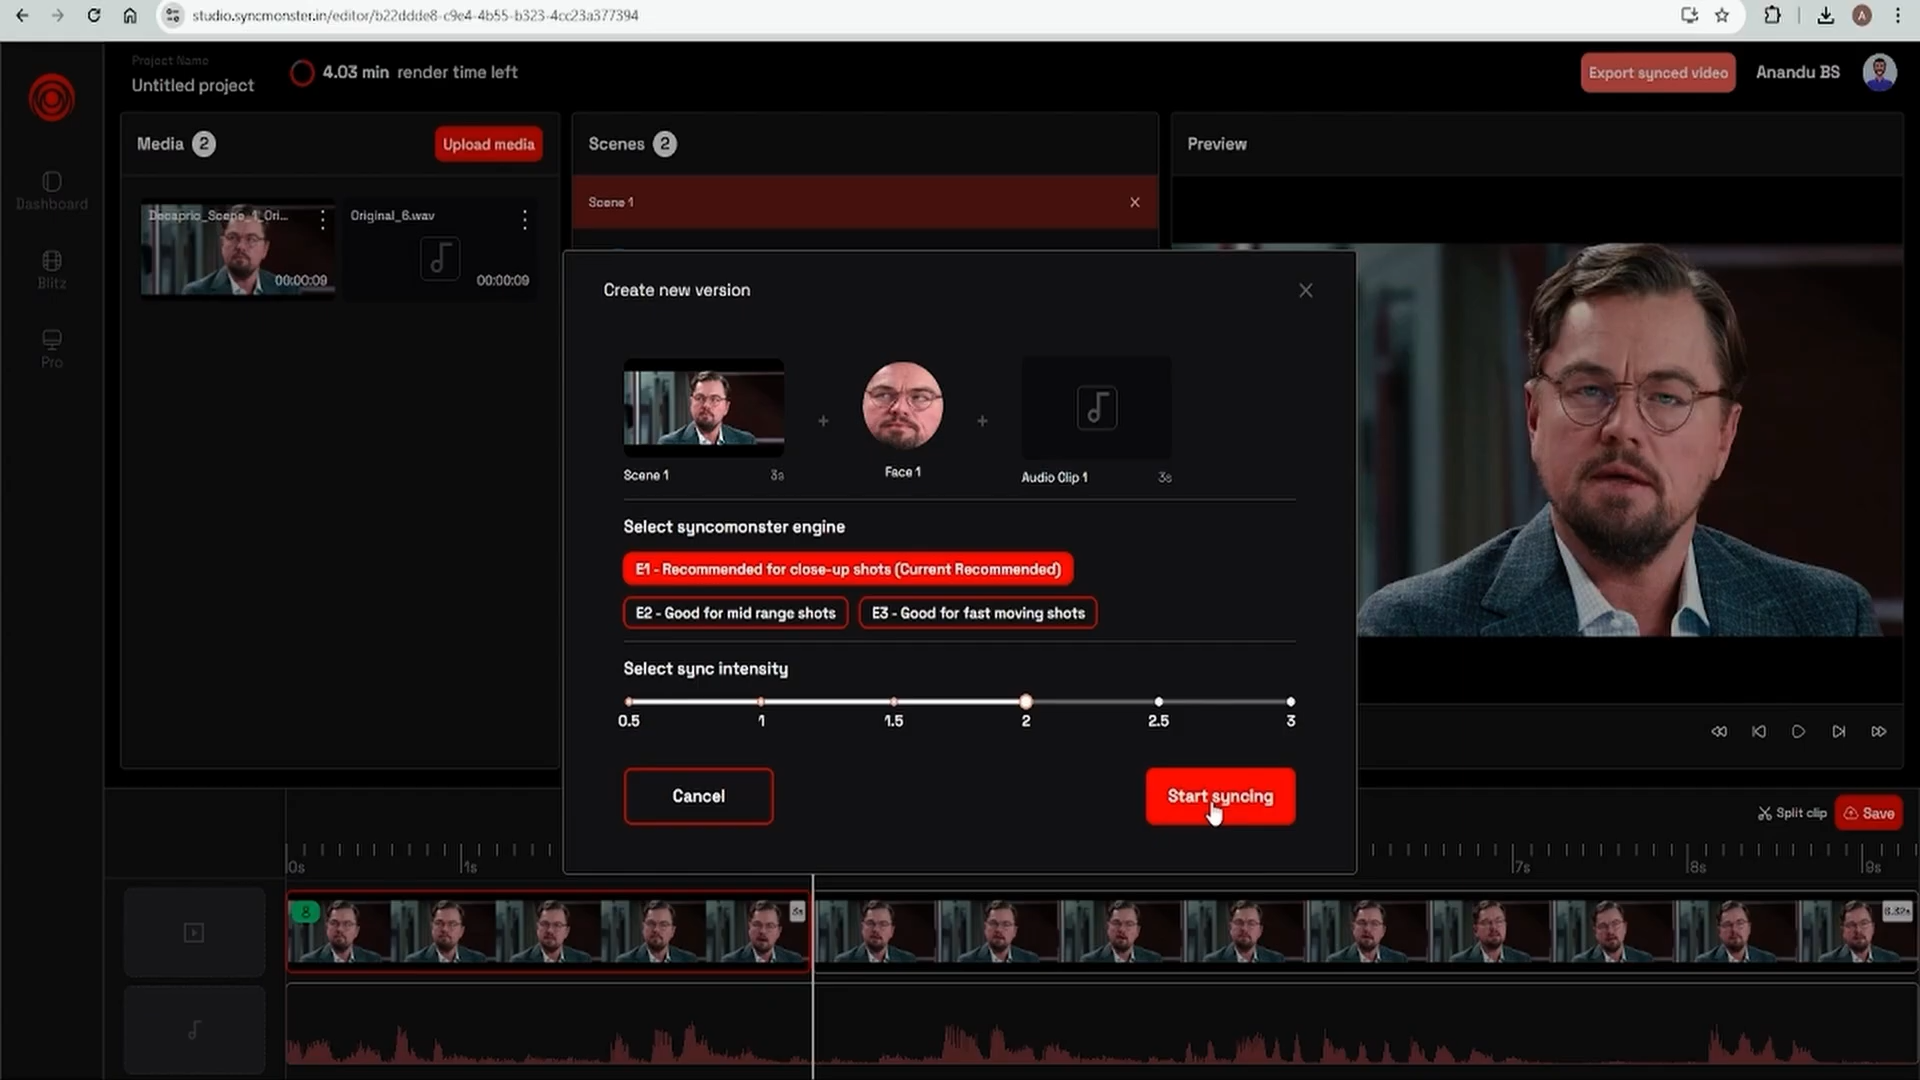 studio.syncmonster.in/editor/b22ddde8-c9e4-4b55-b323-4cc23a377394
A
Project Name
Untitled project
4.03 min render time left
Export synced video
Anandu BS
Dashboard
Blitz
Pro
Media 2
Upload media
Decaprio_Scene_1_Ori...
00:00:09
Original_6.wav
00:00:09
Scenes 2
Scene 1
Preview
Create new version
Scene 1
3s
Face 1
Audio Clip 1
3s
Select syncomonster engine
E1 - Recommended for close-up shots (Current Recommended)
E2 - Good for mid range shots
E3 - Good for fast moving shots
Select sync intensity
0.5 1 1.5 2 2.5 3
Cancel
Start syncing
Split clip
Save
0s 1s 7s 8s 9s
8
3s
6.32s